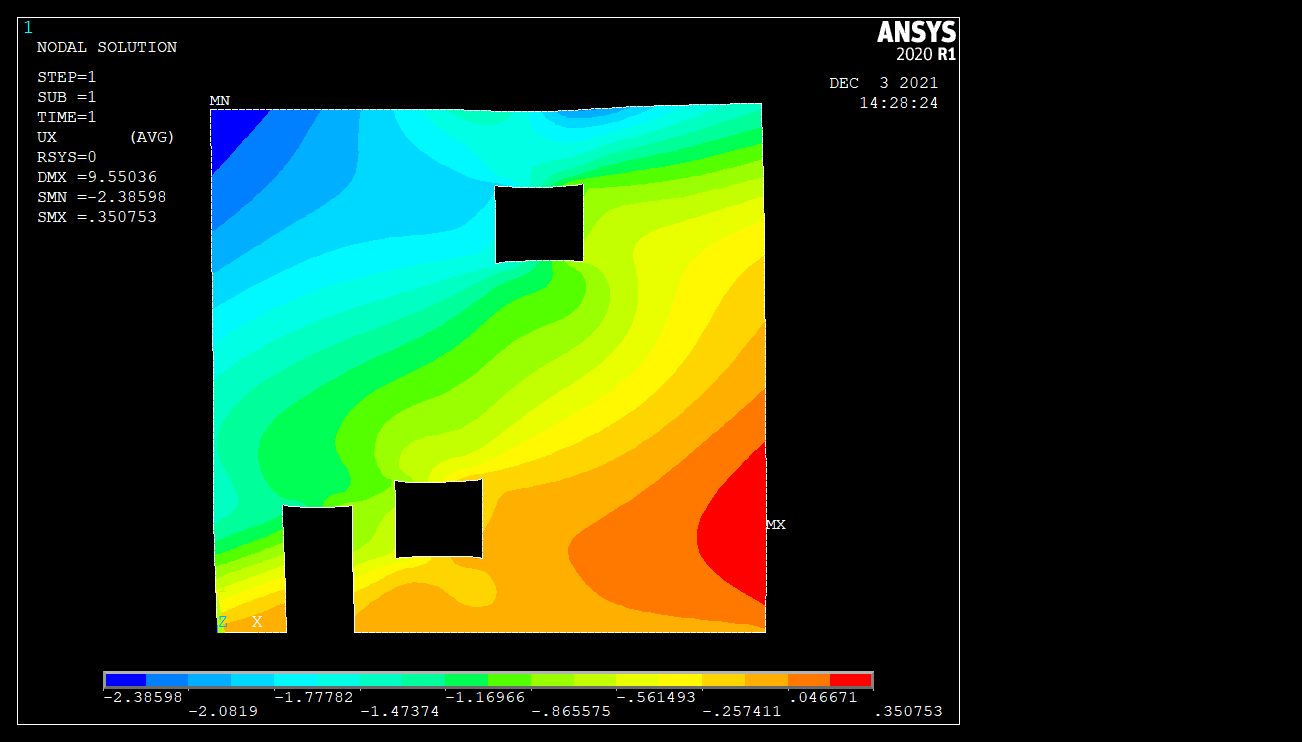 1
ANSYS
2020 R1
NODAL SOLUTION
STEP=1
SUB =1
TIME=1
UX (AVG)
RSYS=0
DMX =9.55036
SMN =-2.38598
SMX =.350753
DEC 3 2021
14:28:24
MN
MX
Z X
-2.38598 -1.77782 -1.16966 -.561493 .046671
-2.0819 -1.47374 -.865575 -.257411 .350753